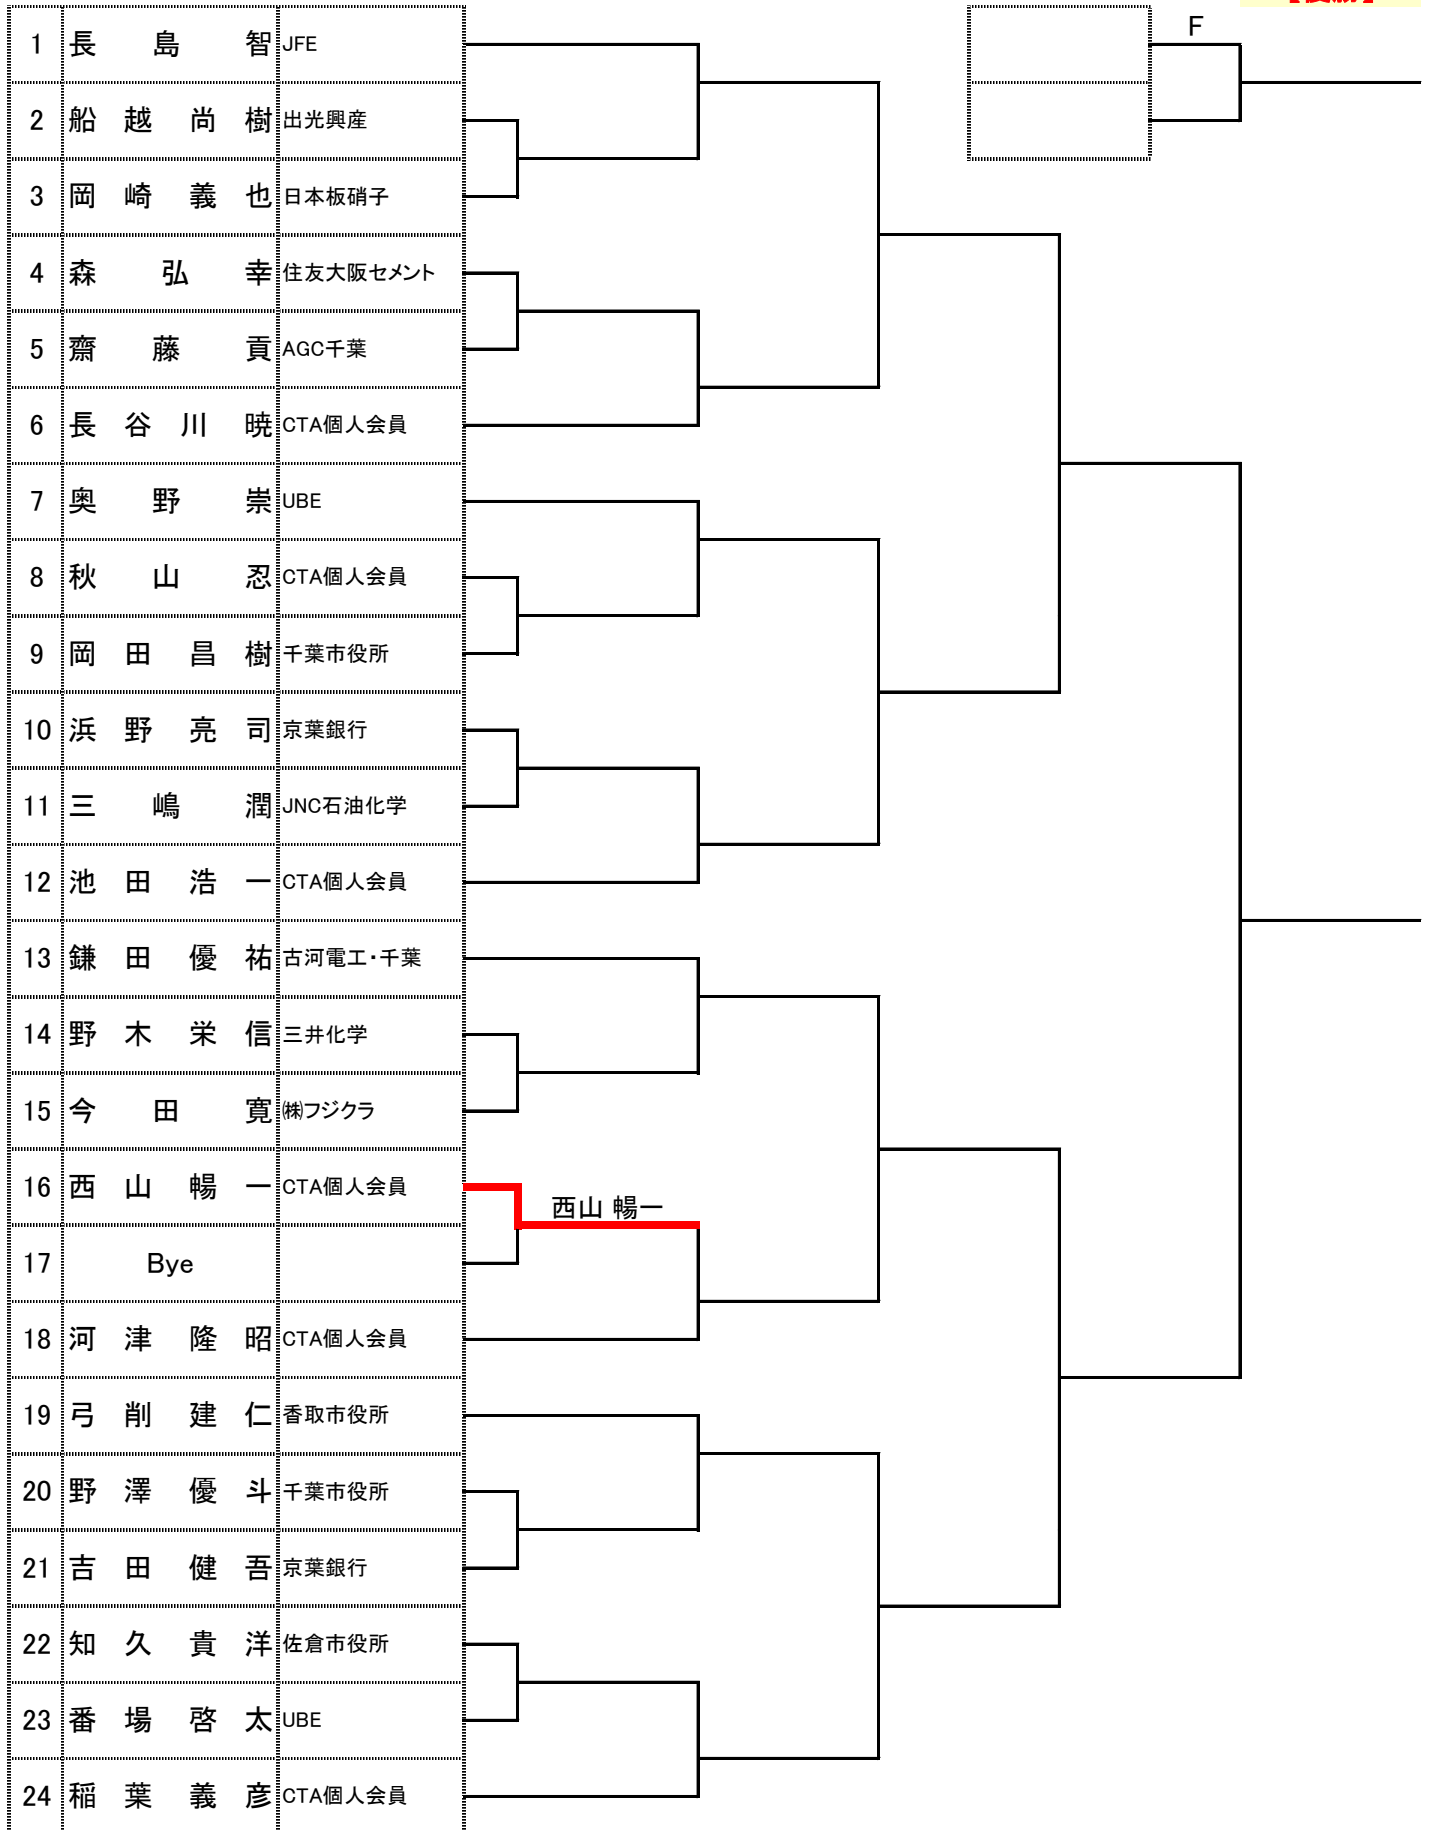 【優勝】
F
1 長島 智 JFE
2 船越 尚樹 出光興産
3 岡崎 義也 日本板硝子
4 森 弘幸 住友大阪セメント
5 齋藤 貢 AGC千葉
6 長谷川 暁 CTA個人会員
7 奥野 崇 UBE
8 秋山 忍 CTA個人会員
9 岡田 昌樹 千葉市役所
10 浜野 亮司 京葉銀行
11 三嶋 潤 JNC石油化学
12 池田 浩一 CTA個人会員
13 鎌田 優祐 古河電工・千葉
14 野木 栄信 三井化学
15 今田 寛 ㈱フジクラ
16 西山 暢一 CTA個人会員
西山 暢一
17 Bye
18 河津 隆昭 CTA個人会員
19 弓削 建仁 香取市役所
20 野澤 優斗 千葉市役所
21 吉田 健吾 京葉銀行
22 知久 貴洋 佐倉市役所
23 番場 啓太 UBE
24 稲葉 義彦 CTA個人会員